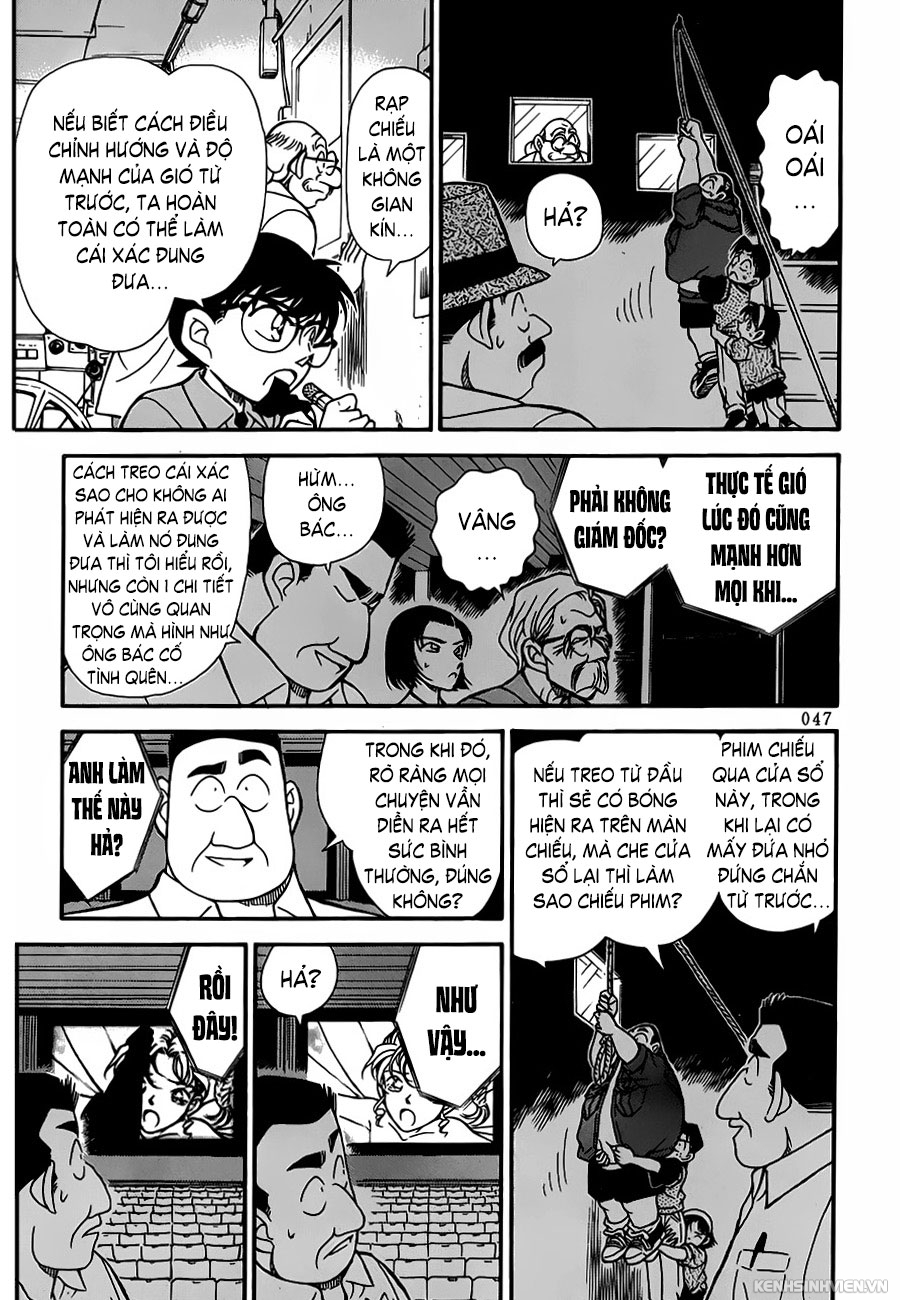 OÁI
OÁI
...
HẢ?
RẠP
CHIẾU
LÀ MỘT
KHÔNG
GIAN
KÍN...
NẾU BIẾT CÁCH ĐIỀU
CHỈNH HƯỚNG VÀ ĐỘ
MẠNH CỦA GIÓ TỪ
TRƯỚC, TA HOÀN
TOÀN CÓ THỂ LÀM
CÁI XÁC ĐUNG
ĐƯA...
THỰC TẾ GIÓ
LÚC ĐÓ CŨNG
MẠNH HƠN
MỌI KHI...
PHẢI KHÔNG
GIÁM ĐỐC?
VÂNG
...
HỪM...
ÔNG
BÁC...
CÁCH TREO CÁI XÁC
SAO CHO KHÔNG AI
PHÁT HIỆN RA ĐƯỢC
VÀ LÀM NÓ ĐUNG
ĐƯA THÌ TÔI HIỂU RỒI,
NHƯNG CÒN 1 CHI TIẾT
VÔ CÙNG QUAN
TRỌNG MÀ HÌNH NHƯ
ÔNG BÁC CỐ
TÌNH QUÊN...
047
PHIM CHIẾU
QUA CỬA SỔ
NÀY, TRONG
KHI LẠI CÓ
MẤY ĐỨA NHỎ
ĐỨNG CHẮN
TỪ TRƯỚC...
NẾU TREO TỪ ĐẦU
THÌ SẼ CÓ BÓNG
HIỆN RA TRÊN MÀN
CHIẾU, MÀ CHE CỬA
SỔ LẠI THÌ LÀM
SAO CHIẾU PHIM?
TRONG KHI ĐÓ,
RÕ RÀNG MỌI
CHUYỆN VẪN
DIỄN RA HẾT
SỨC BÌNH
THƯỜNG, ĐÚNG
KHÔNG?
ANH LÀM
THẾ NÀY
HẢ?
NHƯ
VẬY...
HẢ?
RỒI
ĐÂY!
KENHSINHVIEN.VN